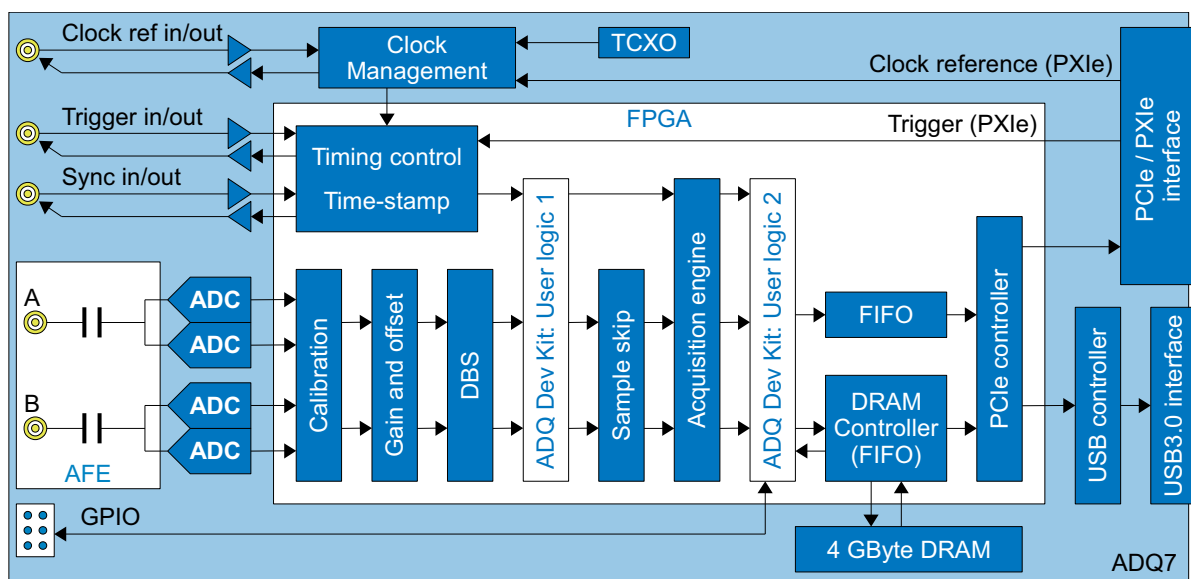 Clock ref in/out
Clock
Management
TCXO
Clock reference (PXIe)
PCIe / PXIe
interface
Trigger in/out
FPGA
Trigger (PXIe)
Timing control
Time-stamp
Sync in/out
A
B
AFE
ADC
ADC
ADC
ADC
Calibration
Gain and offset
DBS
ADQ Dev Kit: User logic 1
Sample skip
Acquisition engine
ADQ Dev Kit: User logic 2
FIFO
DRAM
Controller
(FIFO)
PCIe controller
USB controller
USB3.0 interface
GPIO
4 GByte DRAM
ADQ7